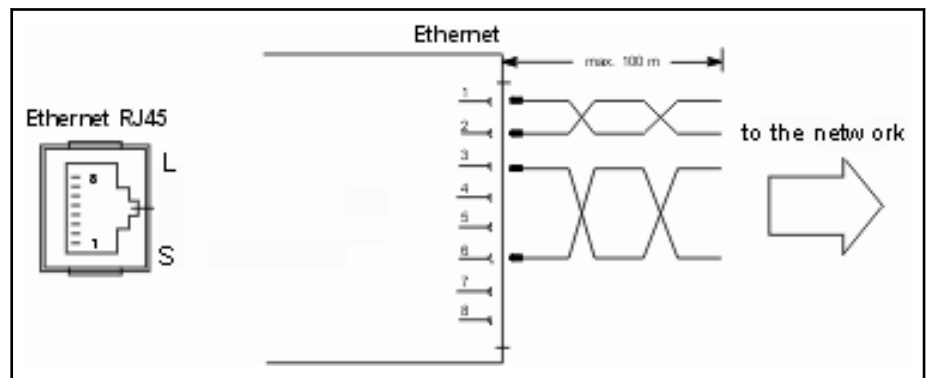 Ethernet
max. 100 m
Ethernet RJ45
L
8
1
S
1
2
3
4
5
6
7
8
to the netw ork